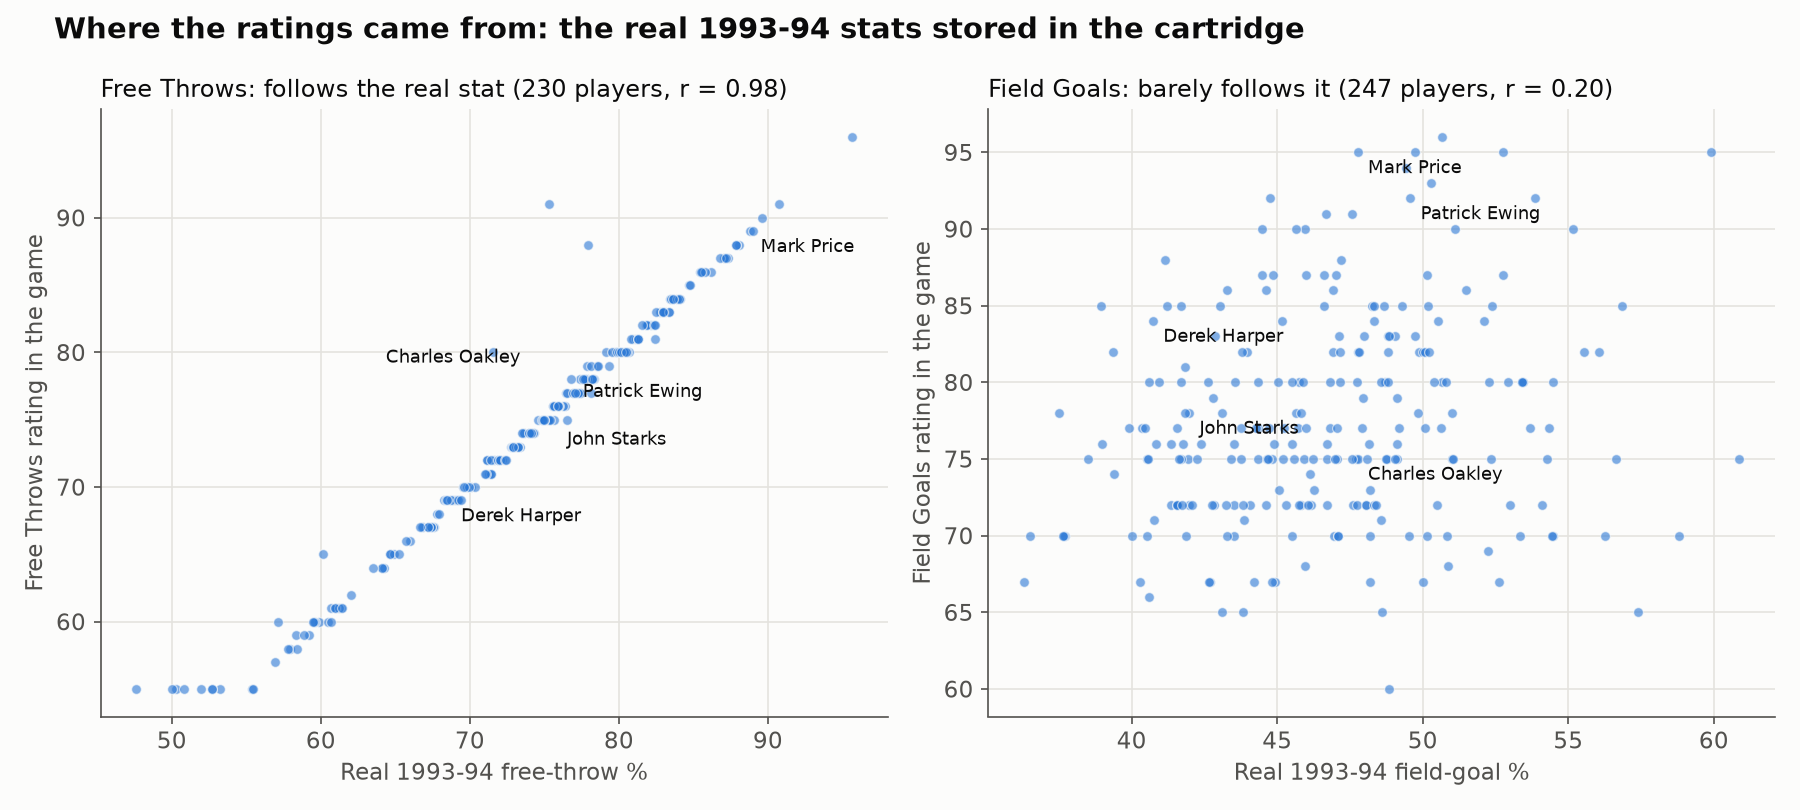 Where the ratings came from: the real 1993-94 stats stored in the cartridge
Free Throws: follows the real stat (230 players, r = 0.98)
Free Throws rating in the game
90
80
70
60
Mark Price
Charles Oakley
Patrick Ewing
John Starks
Derek Harper
50
60
70
80
90
Real 1993-94 free-throw %
Field Goals: barely follows it (247 players, r = 0.20)
Field Goals rating in the game
95
90
85
80
75
70
65
60
Mark Price
Patrick Ewing
Derek Harper
John Starks
Charles Oakley
40
45
50
55
60
Real 1993-94 field-goal %